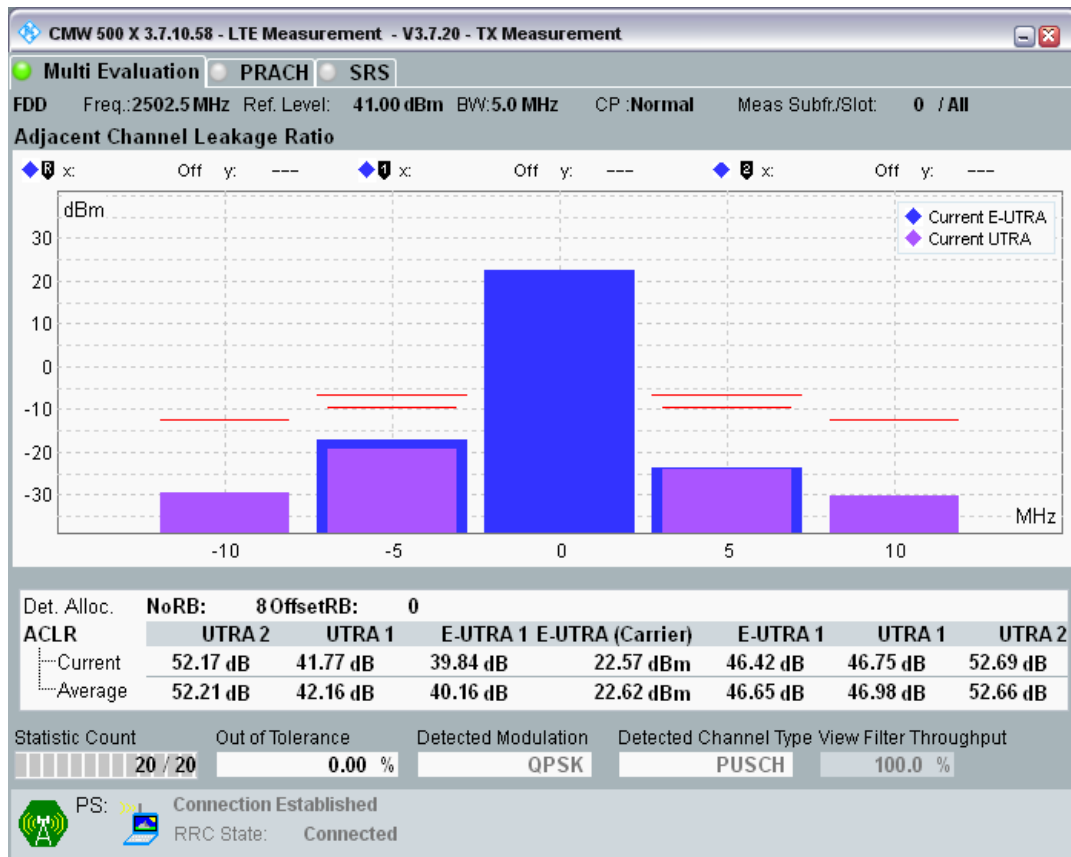 CMW 500 X 3.7.10.58 - LTE Measurement - V3.7.20 - TX Measurement
Multi Evaluation PRACH SRS
FDD Freq.:2502.5 MHz Ref. Level: 41.00 dBm BW:5.0 MHz CP :Normal Meas Subfr./Slot: 0 / All
Adjacent Channel Leakage Ratio
R x: Off y: --- 1 x: Off y: --- 2 x: Off y: ---
dBm
Current E-UTRA
Current UTRA
30
20
10
0
-10
-20
-30
MHz
-10 -5 0 5 10
Det. Alloc. NoRB: 8 OffsetRB: 0
ACLR UTRA 2 UTRA 1 E-UTRA 1 E-UTRA (Carrier) E-UTRA 1 UTRA 1 UTRA 2
Current 52.17 dB 41.77 dB 39.84 dB 22.57 dBm 46.42 dB 46.75 dB 52.69 dB
Average 52.21 dB 42.16 dB 40.16 dB 22.62 dBm 46.65 dB 46.98 dB 52.66 dB
Statistic Count Out of Tolerance Detected Modulation Detected Channel Type View Filter Throughput
20 / 20 0.00 % QPSK PUSCH 100.0 %
PS: Connection Established
RRC State: Connected